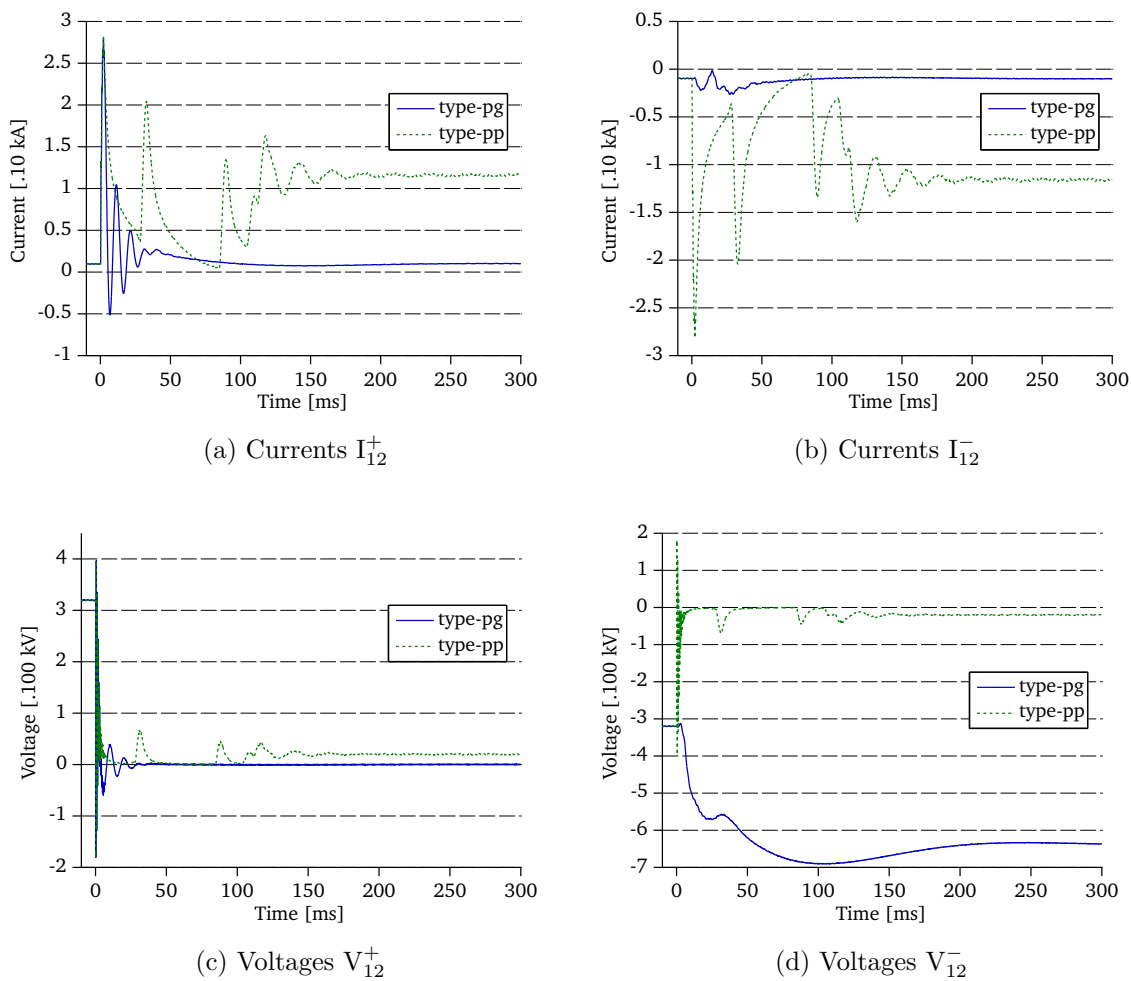 3
2.5
2
1.5
1
0.5
0
-0.5
-1
Current [.10 kA]
type-pg
type-pp
0 50 100 150 200 250 300
Time [ms]
(a) Currents I₁₂⁺
0.5
0
-0.5
-1
-1.5
-2
-2.5
-3
Current [.10 kA]
type-pg
type-pp
0 50 100 150 200 250 300
Time [ms]
(b) Currents I₁₂⁻
4
3
2
1
0
-1
-2
Voltage [.100 kV]
type-pg
type-pp
0 50 100 150 200 250 300
Time [ms]
(c) Voltages V₁₂⁺
2
1
0
-1
-2
-3
-4
-5
-6
-7
Voltage [.100 kV]
type-pg
type-pp
0 50 100 150 200 250 300
Time [ms]
(d) Voltages V₁₂⁻